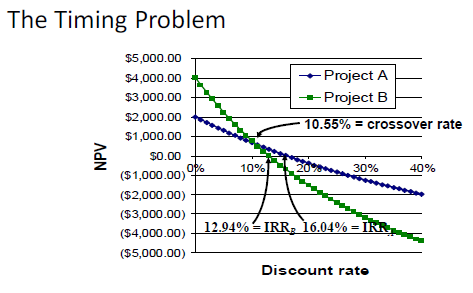 The Timing Problem
$5,000.00
$4,000.00
$3,000.00
$2,000.00
$1,000.00
$0.00
($1,000.00)
($2,000.00)
($3,000.00)
($4,000.00)
($5,000.00)
NPV
Project A
Project B
10.55% = crossover rate
0% 10% 20% 30% 40%
12.94% = IRR_B 16.04% = IRR
Discount rate